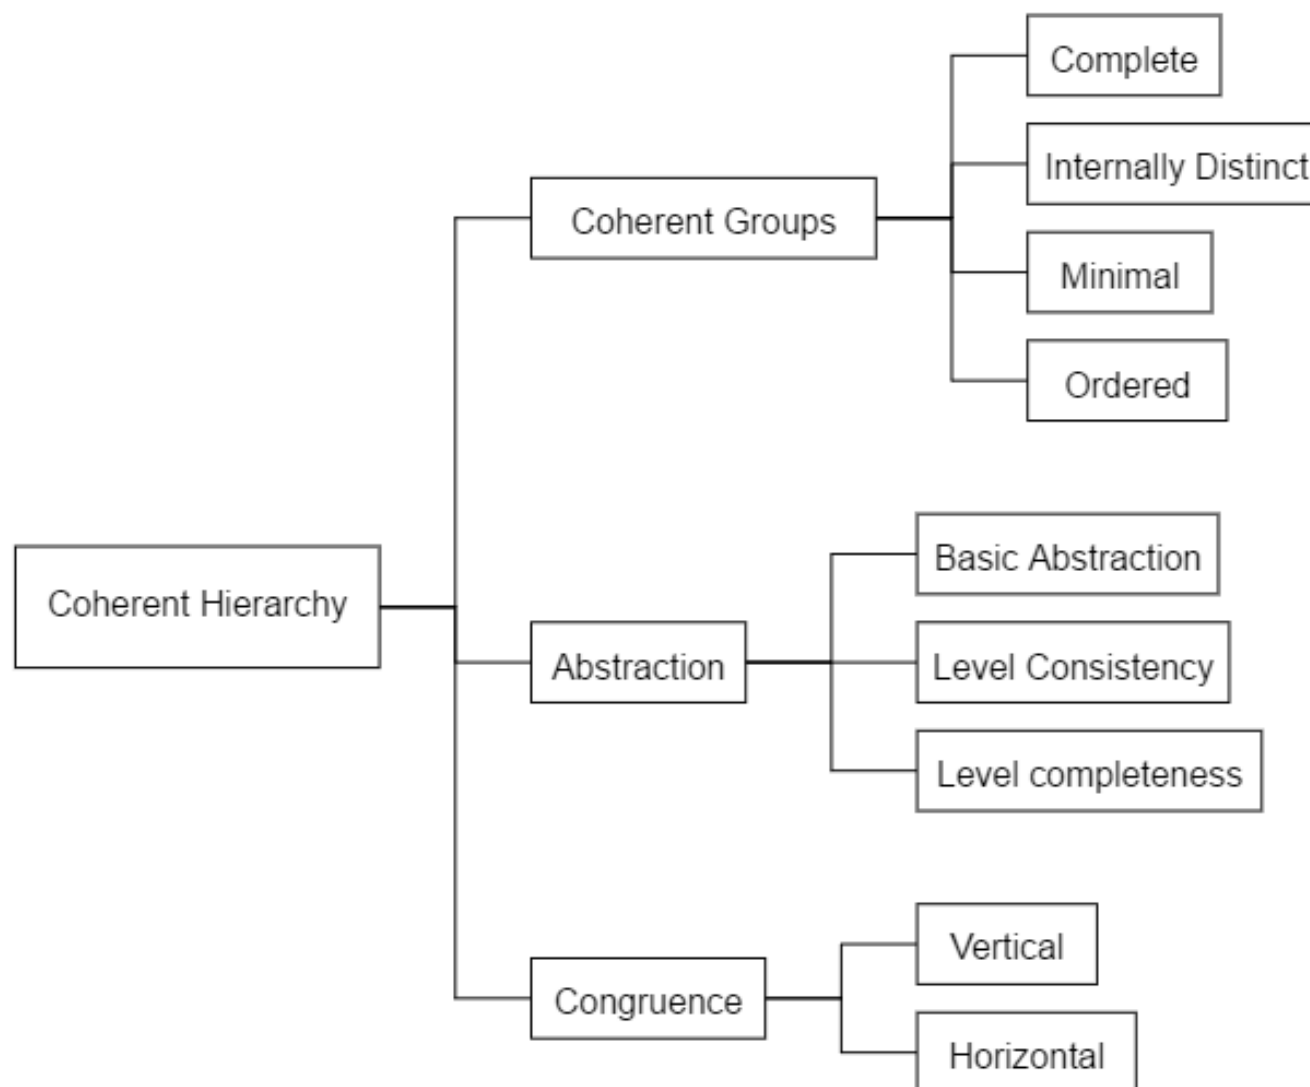 Complete
Internally Distinct
Coherent Groups
Minimal
Ordered
Basic Abstraction
Coherent Hierarchy
Abstraction
Level Consistency
Level completeness
Vertical
Congruence
Horizontal